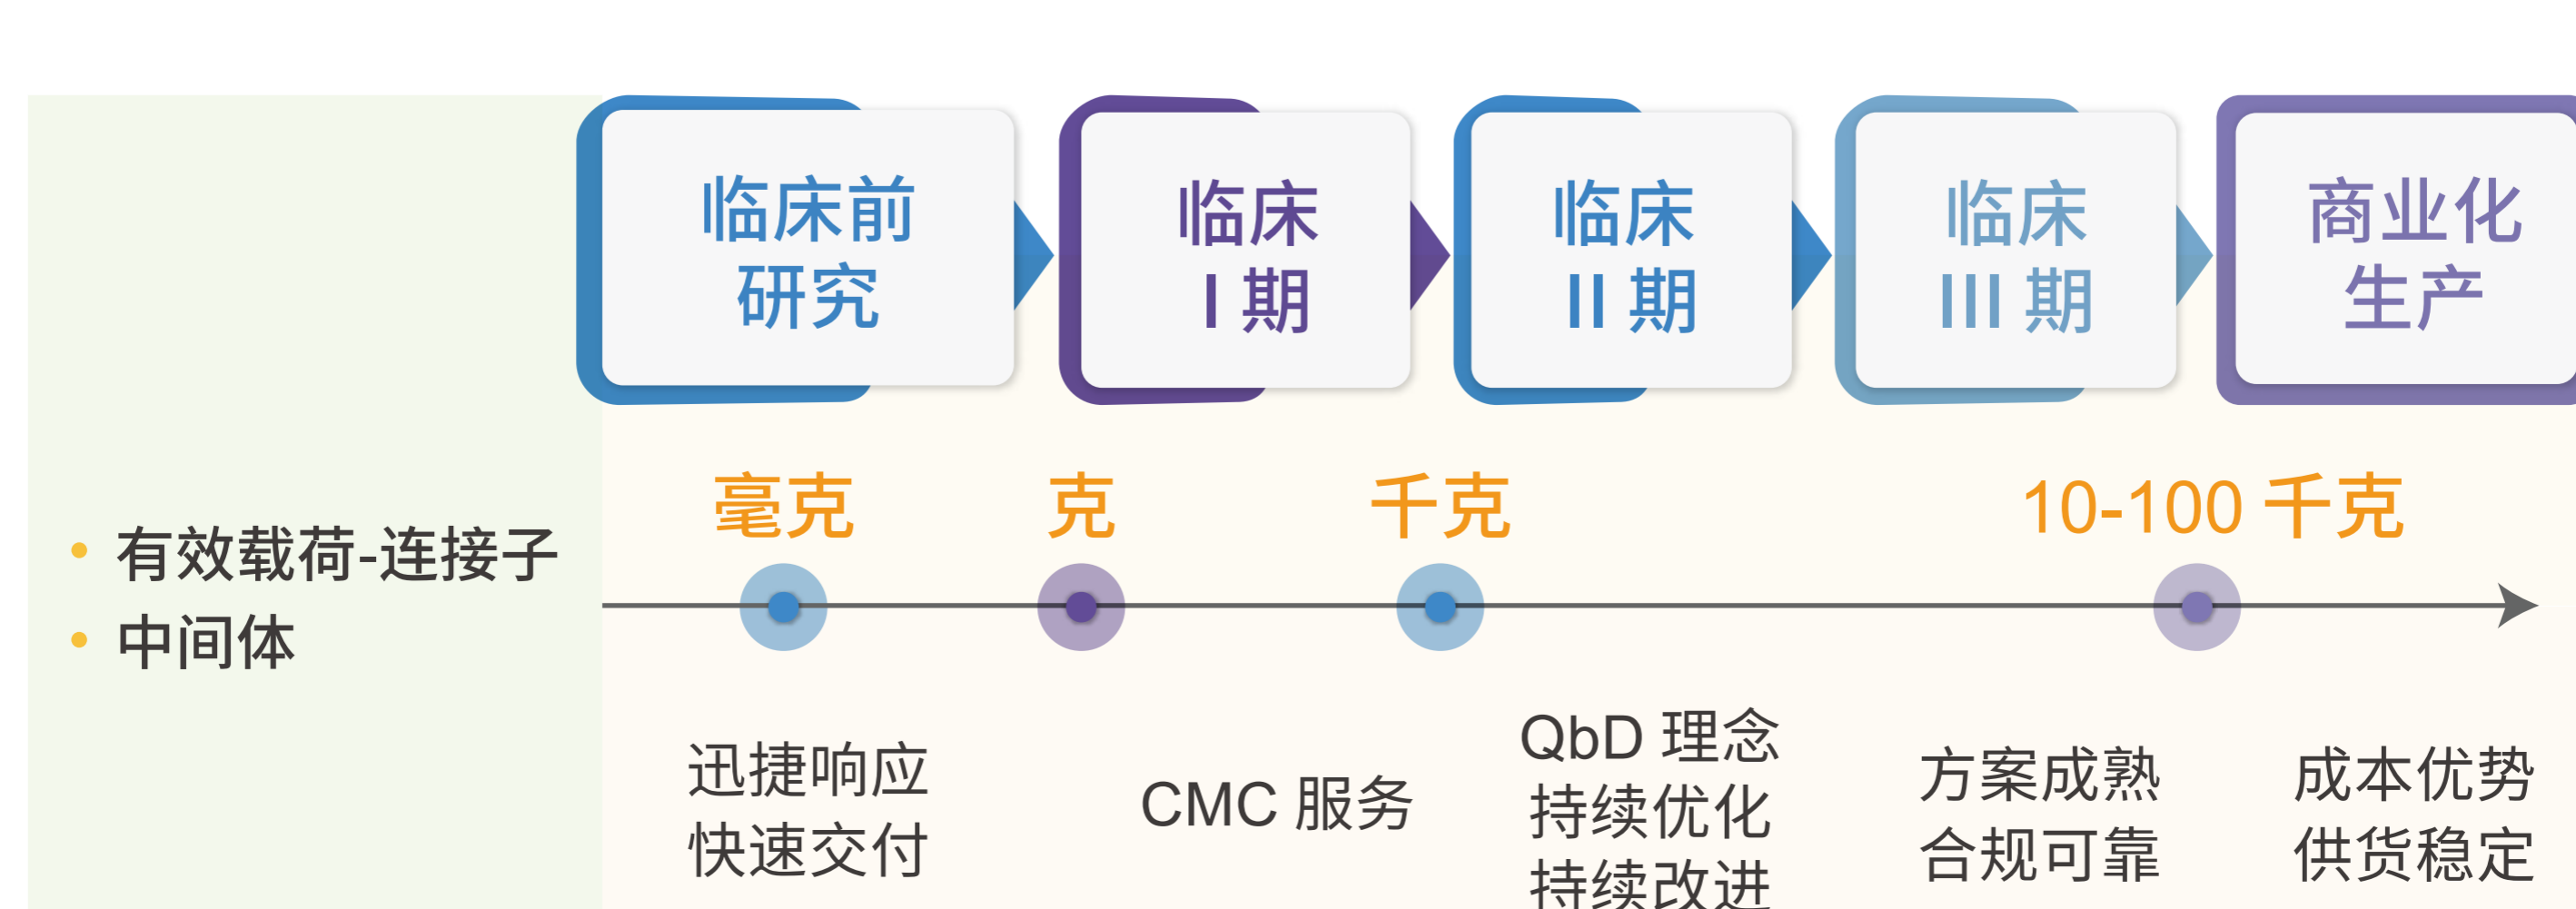 临床前
研究
临床
I 期
临床
II 期
临床
III 期
商业化
生产
• 有效载荷-连接子
• 中间体
毫克
克
千克
10-100 千克
迅捷响应
快速交付
CMC 服务
QbD 理念
持续优化
持续改进
方案成熟
合规可靠
成本优势
供货稳定